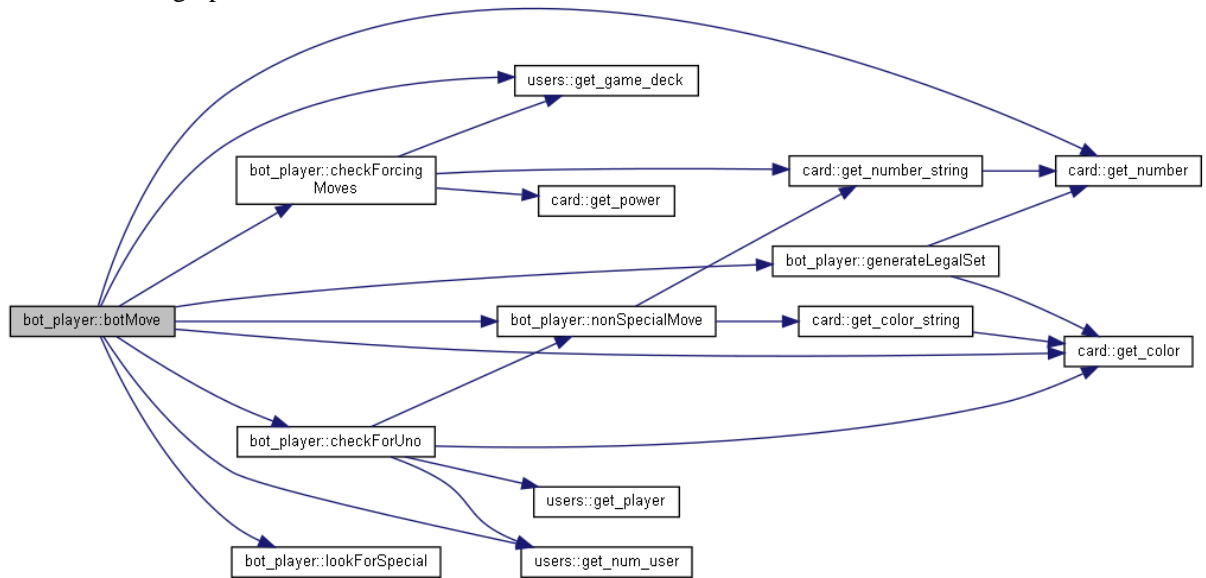 users::get_game_deck
bot_player::checkForcing
Moves
card::get_number_string
card::get_number
card::get_power
bot_player::generateLegalSet
bot_player::botMove
bot_player::nonSpecialMove
card::get_color_string
card::get_color
bot_player::checkForUno
users::get_player
bot_player::lookForSpecial
users::get_num_user